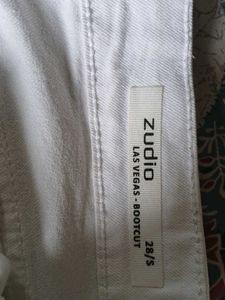 zudio
LAS VEGAS - BOOTCUT
28/S